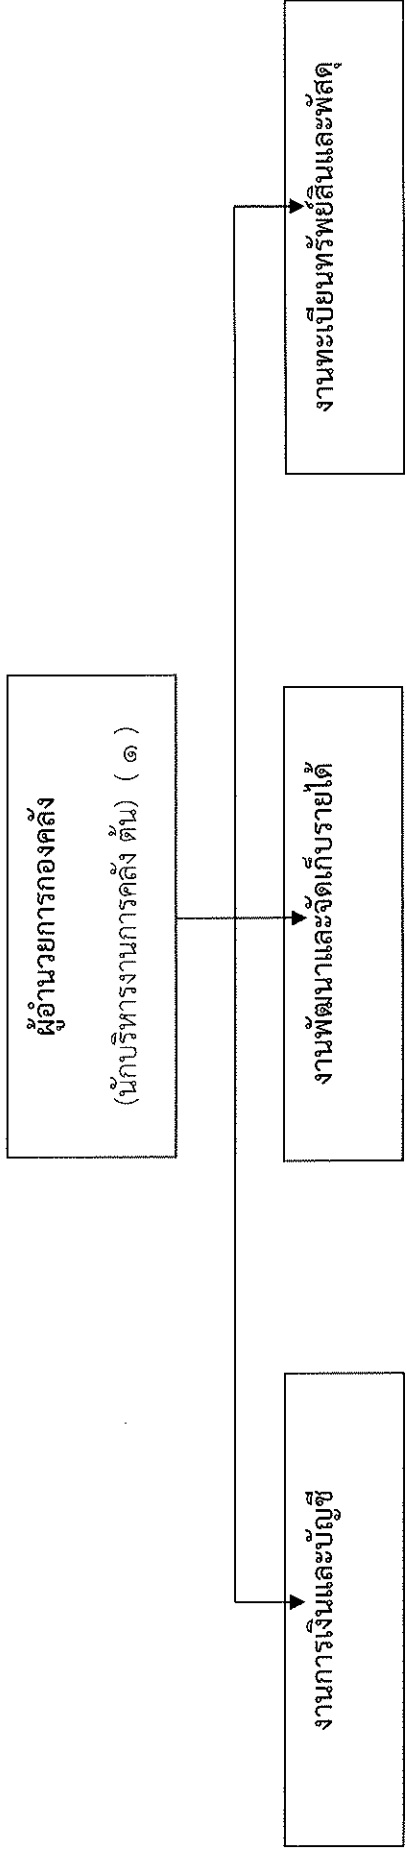 ผู้อำนวยการกองคลัง
(นักบริหารงานการคลัง ต้น) ( ๑ )
งานการเงินและบัญชี
งานพัฒนาและจัดเก็บรายได้
งานทะเบียนทรัพย์สินและพัสดุ